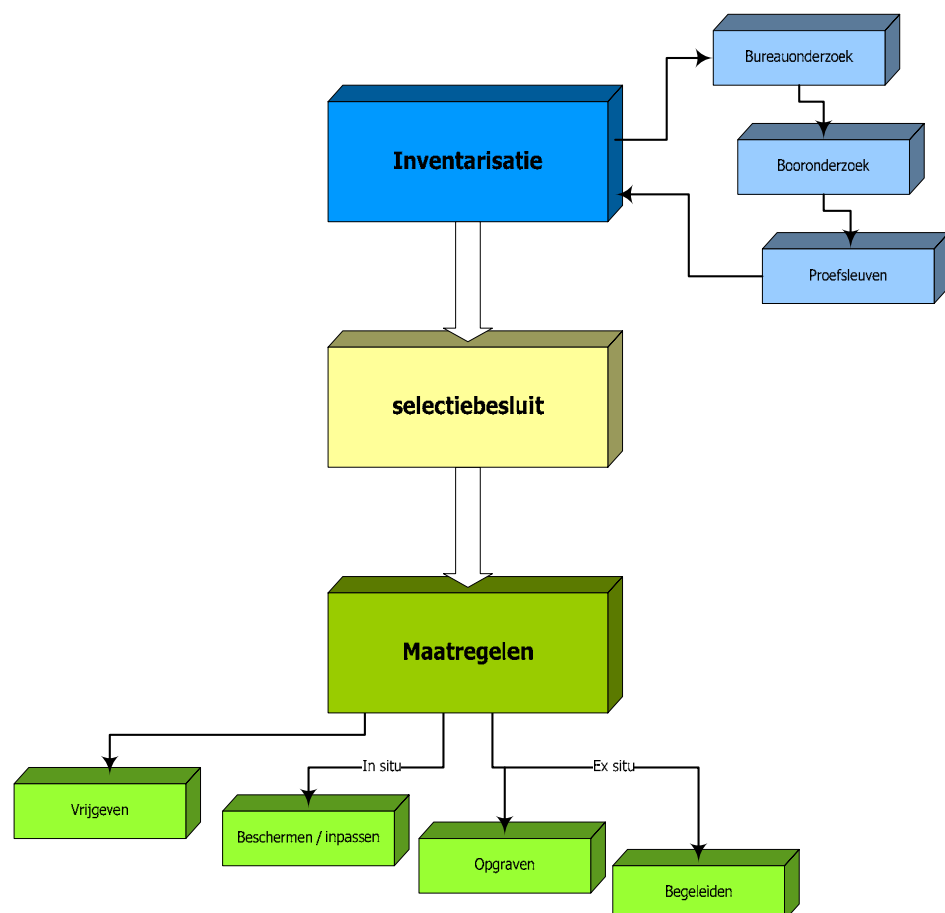 Bureauonderzoek
Inventarisatie
Booronderzoek
Proefsleuven
selectiebesluit
Maatregelen
In situ
Ex situ
Vrijgeven
Beschermen / inpassen
Opgraven
Begeleiden